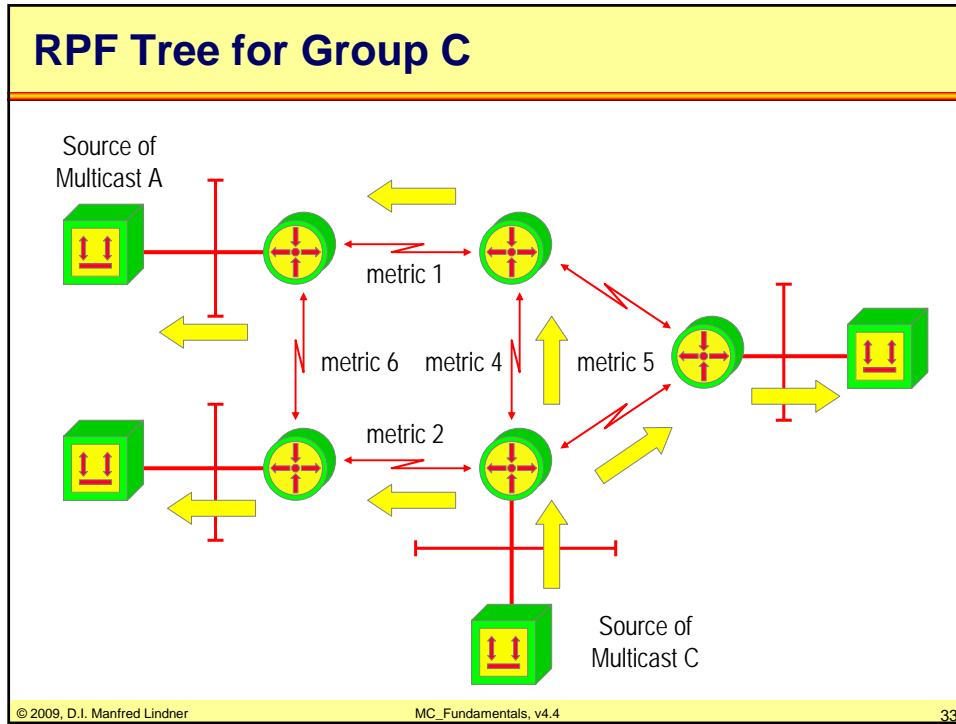 RPF Tree for Group C
Source of
Multicast A
metric 1
metric 6
metric 4
metric 5
metric 2
Source of
Multicast C
© 2009, D.I. Manfred Lindner
MC_Fundamentals, v4.4
33